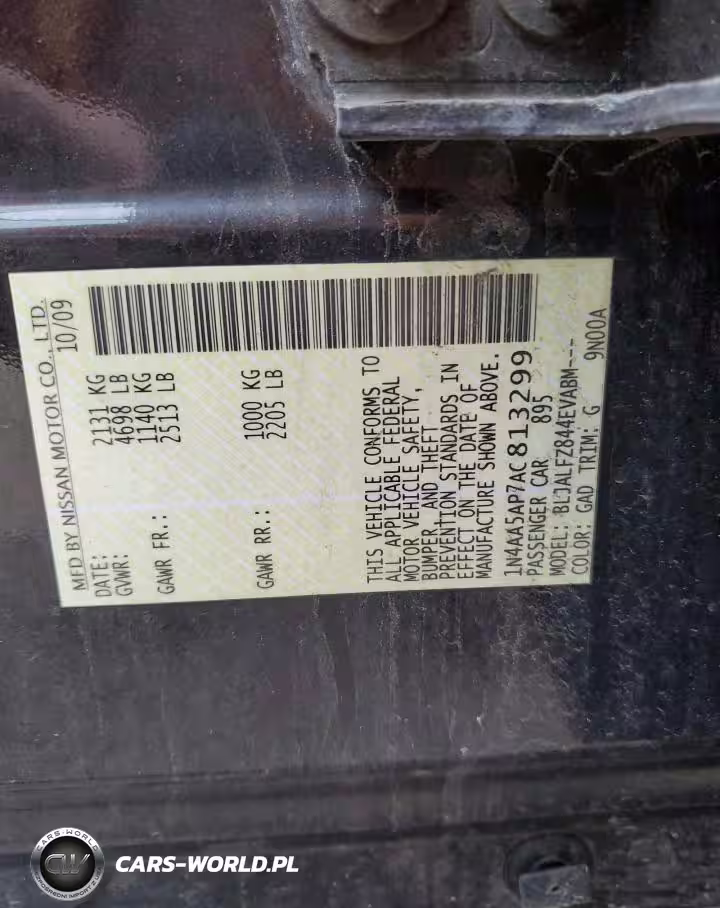 MFD BY NISSAN MOTOR CO., LTD.
DATE: 10/09
GVWR: 2131 KG
4698 LB
GAWR FR.: 1140 KG
2513 LB
GAWR RR.: 1000 KG
2205 LB
THIS VEHICLE CONFORMS TO
ALL APPLICABLE FEDERAL
MOTOR VEHICLE SAFETY,
BUMPER, AND THEFT
PREVENTION STANDARDS IN
EFFECT ON THE DATE OF
MANUFACTURE SHOWN ABOVE.
1N4AA5AP7AC813299
PASSENGER CAR 895
MODEL: BLJALFZ844EVABM---
COLOR: GAD TRIM: G 9N00A
CARS-WORLD
CW
CARS-WORLD.PL